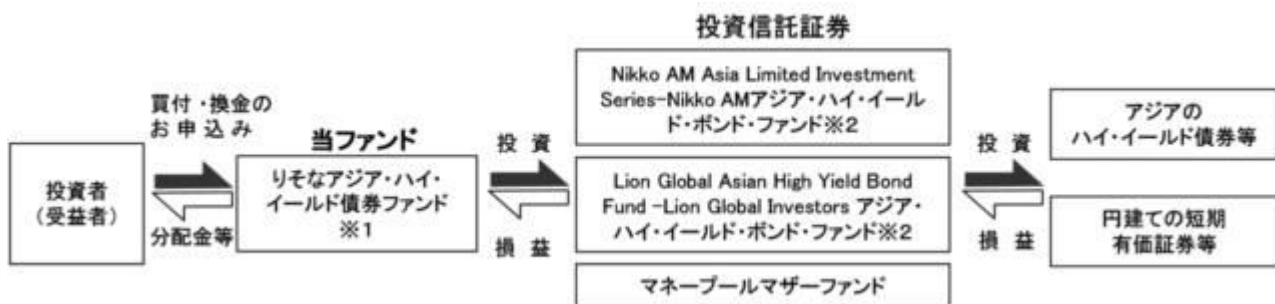 投資信託証券
買付・換金の
お申込み
投資者
(受益者)
分配金等
当ファンド
りそなアジア・ハイ・
イールド債券ファンド
※1
投 資
損 益
Nikko AM Asia Limited Investment
Series-Nikko AMアジア・ハイ・イール
ド・ボンド・ファンド※2
Lion Global Asian High Yield Bond
Fund -Lion Global Investors アジア・
ハイ・イールド・ボンド・ファンド※2
マネープールマザーファンド
投 資
損 益
アジアの
ハイ・イールド債券等
円建ての短期
有価証券等